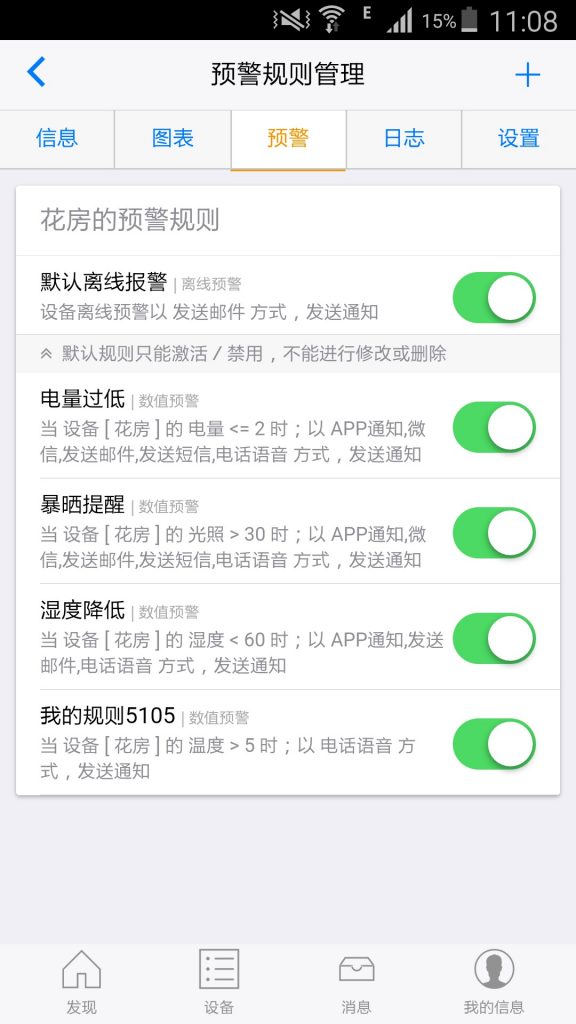 E 15% 11:08
预警规则管理
信息 图表 预警 日志 设置
花房的预警规则
默认离线报警 | 离线预警
设备离线预警以 发送邮件 方式，发送通知
默认规则只能激活 / 禁用，不能进行修改或删除
电量过低 | 数值预警
当 设备 [ 花房 ] 的 电量 <= 2 时；以 APP通知,微
信,发送邮件,发送短信,电话语音 方式，发送通知
暴晒提醒 | 数值预警
当 设备 [ 花房 ] 的 光照 > 30 时；以 APP通知,微
信,发送邮件,发送短信,电话语音 方式，发送通知
湿度降低 | 数值预警
当 设备 [ 花房 ] 的 湿度 < 60 时；以 APP通知,发送
邮件,电话语音 方式，发送通知
我的规则5105 | 数值预警
当 设备 [ 花房 ] 的 温度 > 5 时；以 电话语音 方
式，发送通知
发现 设备 消息 我的信息